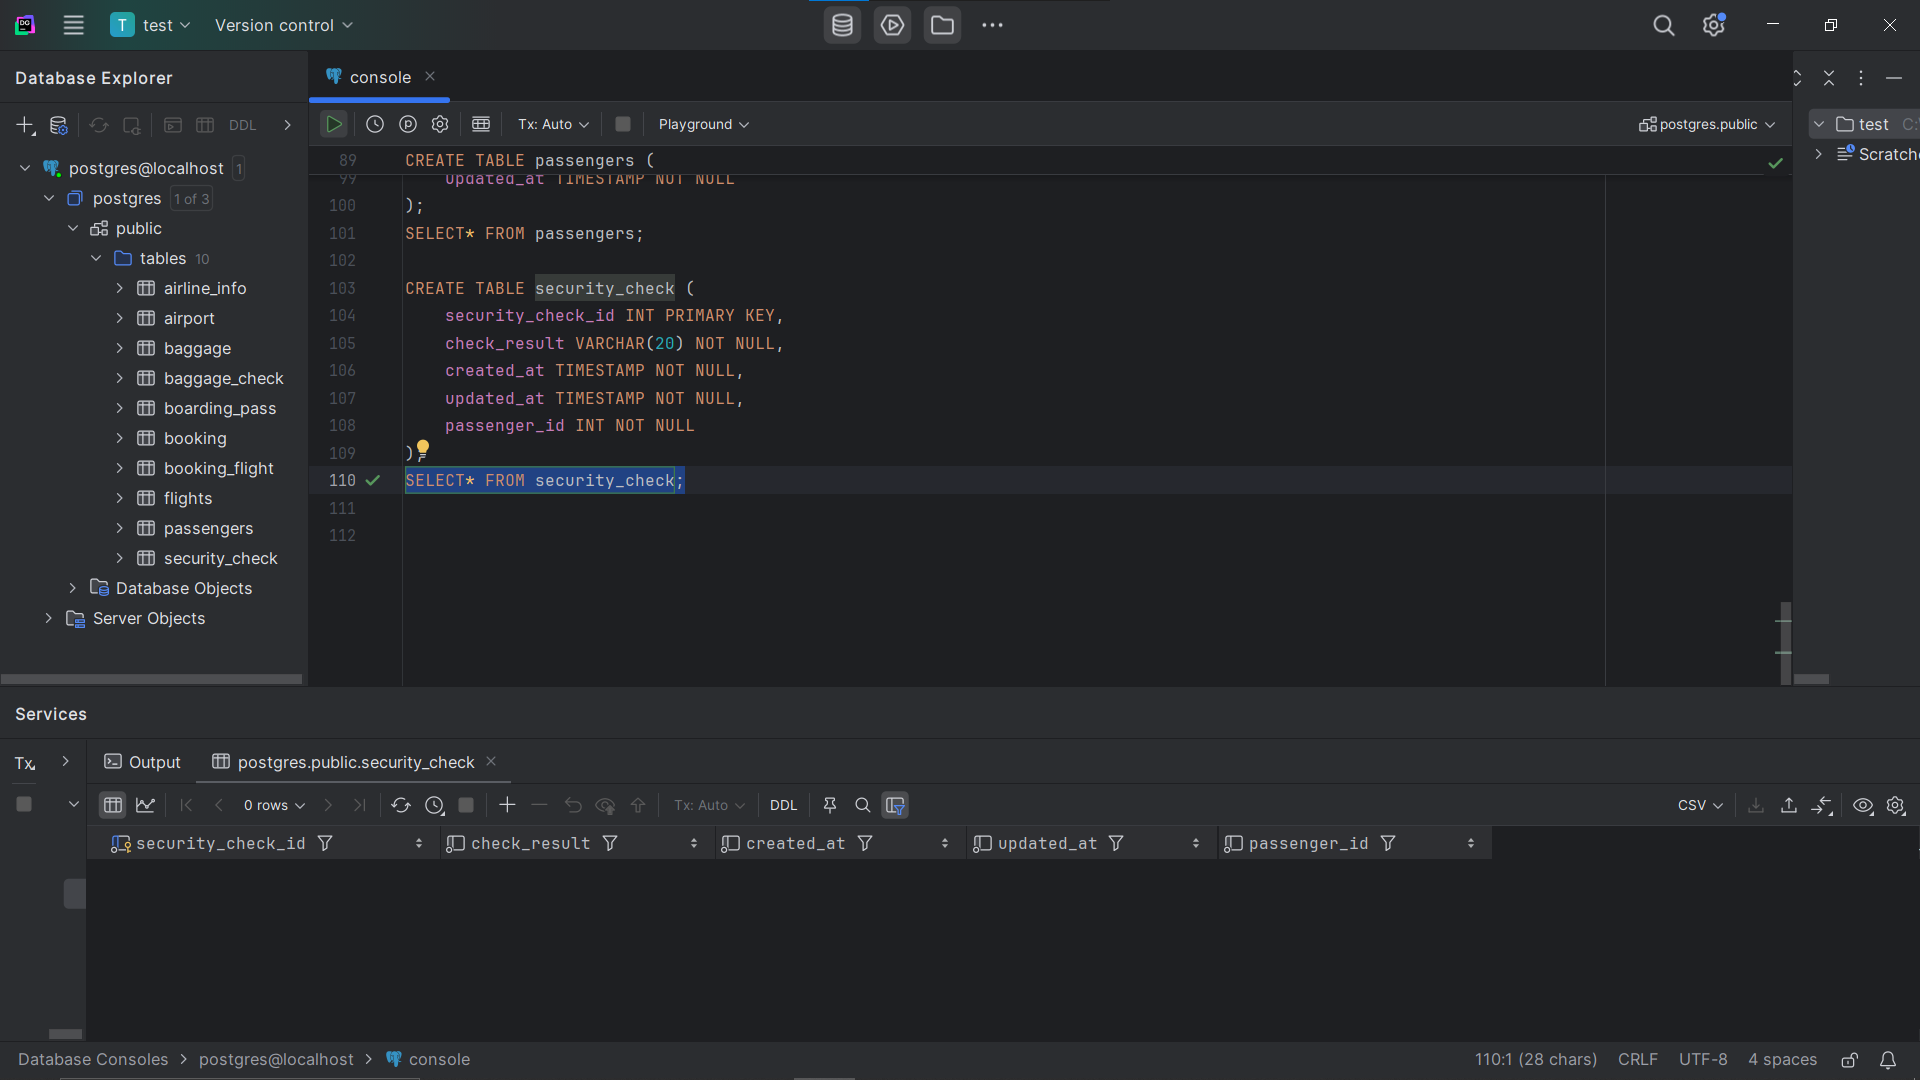 T test Version control
Database Explorer
console
DDL
Tx: Auto Playground postgres.public
test C:\
Scratche
postgres@localhost 1
postgres 1 of 3
public
tables 10
airline_info
airport
baggage
baggage_check
boarding_pass
booking
booking_flight
flights
passengers
security_check
Database Objects
Server Objects
89 CREATE TABLE passengers (
99 updated_at TIMESTAMP NOT NULL
100 );
101 SELECT* FROM passengers;
102
103 CREATE TABLE security_check (
104 security_check_id INT PRIMARY KEY,
105 check_result VARCHAR(20) NOT NULL,
106 created_at TIMESTAMP NOT NULL,
107 updated_at TIMESTAMP NOT NULL,
108 passenger_id INT NOT NULL
109 );
110 SELECT* FROM security_check;
111
112
Services
Tx Output postgres.public.security_check
0 rows Tx: Auto DDL CSV
security_check_id check_result created_at updated_at passenger_id
Database Consoles > postgres@localhost > console 110:1 (28 chars) CRLF UTF-8 4 spaces